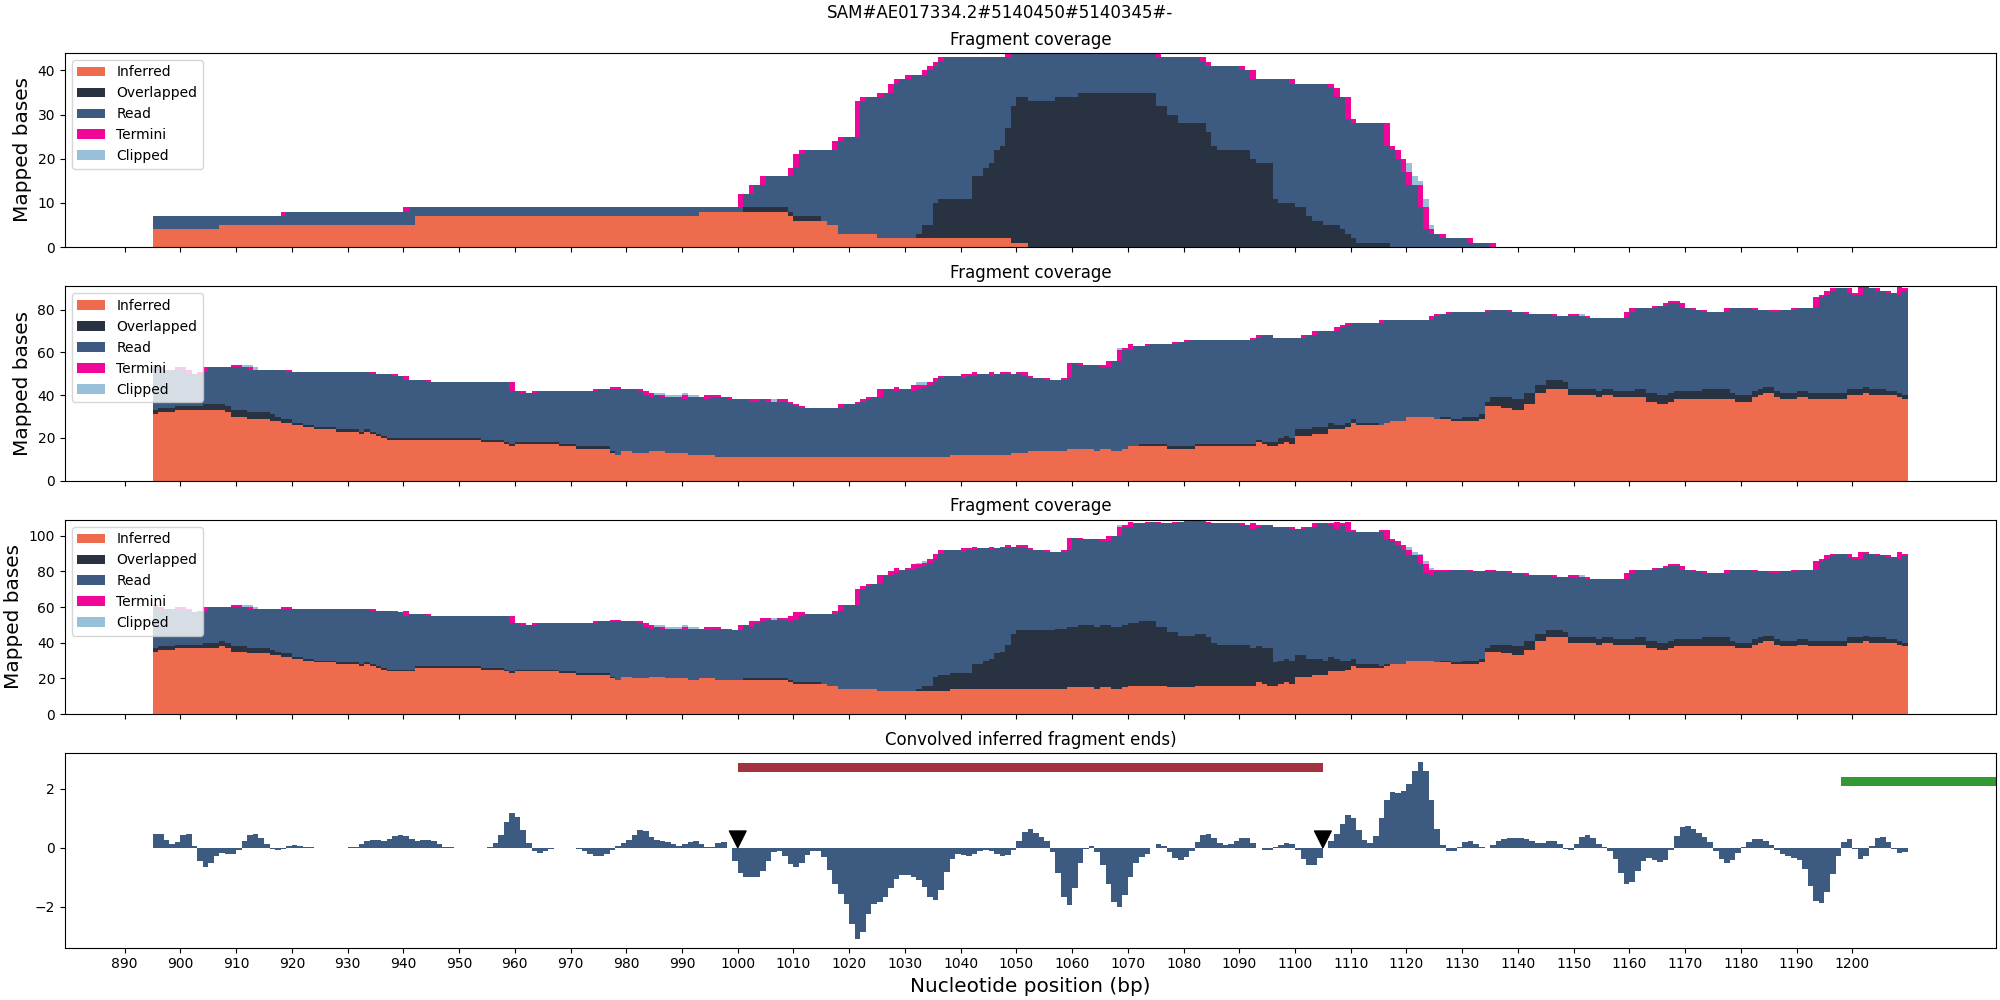 SAM#AE017334.2#5140450#5140345#-
Fragment coverage
Mapped bases
40
30
20
10
0
Inferred
Overlapped
Read
Termini
Clipped
Fragment coverage
Mapped bases
80
60
40
20
0
Inferred
Overlapped
Read
Termini
Clipped
Fragment coverage
Mapped bases
100
80
60
40
20
0
Inferred
Overlapped
Read
Termini
Clipped
Convolved inferred fragment ends)
2
0
−2
890 900 910 920 930 940 950 960 970 980 990 1000 1010 1020 1030 1040 1050 1060 1070 1080 1090 1100 1110 1120 1130 1140 1150 1160 1170 1180 1190 1200
Nucleotide position (bp)